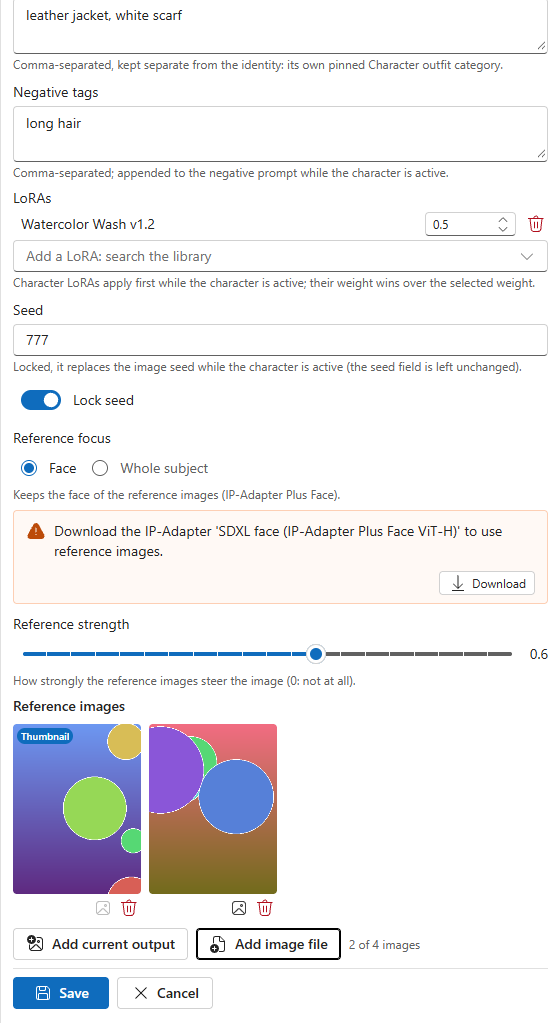 leather jacket, white scarf
Comma-separated, kept separate from the identity: its own pinned Character outfit category.
Negative tags
long hair
Comma-separated; appended to the negative prompt while the character is active.
LoRAs
Watercolor Wash v1.2
0.5
Add a LoRA: search the library
Character LoRAs apply first while the character is active; their weight wins over the selected weight.
Seed
777
Locked, it replaces the image seed while the character is active (the seed field is left unchanged).
Lock seed
Reference focus
Face
Whole subject
Keeps the face of the reference images (IP-Adapter Plus Face).
Download the IP-Adapter 'SDXL face (IP-Adapter Plus Face ViT-H)' to use
reference images.
Download
Reference strength
0.6
How strongly the reference images steer the image (0: not at all).
Reference images
Thumbnail
Add current output
Add image file
2 of 4 images
Save
Cancel